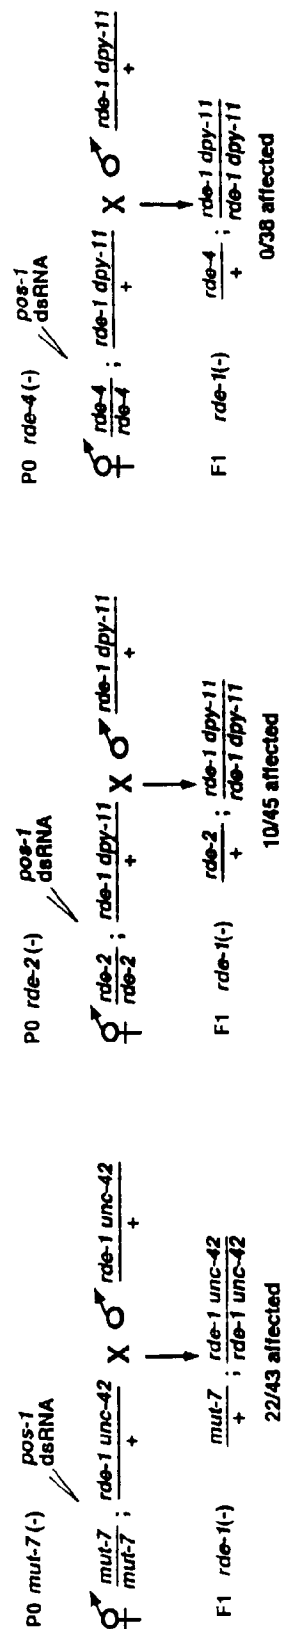 P0 mut-7 (-)
pos-1
dsRNA
mut-7 ; rde-1 unc-42
mut-7 +
X
rde-1 unc-42
+
F1 rde-1(-)
mut-7 ; rde-1 unc-42
+ rde-1 unc-42
22/43 affected
P0 rde-2 (-)
pos-1
dsRNA
rde-2 ; rde-1 dpy-11
rde-2 +
X
rde-1 dpy-11
+
F1 rde-1(-)
rde-2 ; rde-1 dpy-11
+ rde-1 dpy-11
10/45 affected
P0 rde-4 (-)
pos-1
dsRNA
rde-4 ; rde-1 dpy-11
rde-4 +
X
rde-1 dpy-11
+
F1 rde-1(-)
rde-4 ; rde-1 dpy-11
+ rde-1 dpy-11
0/38 affected